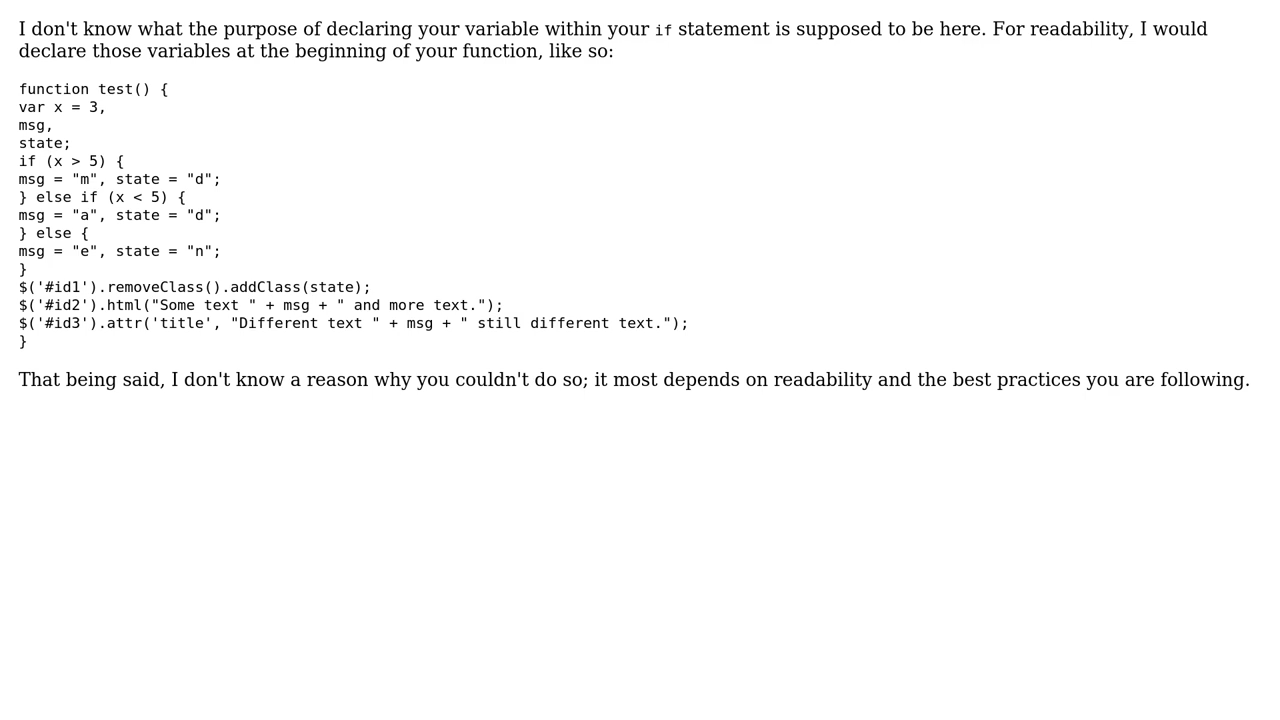 I don't know what the purpose of declaring your variable within your if statement is supposed to be here. For readability, I would
declare those variables at the beginning of your function, like so:
function test() {
var x = 3,
msg,
state;
if (x > 5) {
msg = "m", state = "d";
} else if (x < 5) {
msg = "a", state = "d";
} else {
msg = "e", state = "n";
}
$('#id1').removeClass().addClass(state);
$('#id2').html("Some text " + msg + " and more text.");
$('#id3').attr('title', "Different text " + msg + " still different text.");
}
That being said, I don't know a reason why you couldn't do so; it most depends on readability and the best practices you are following.